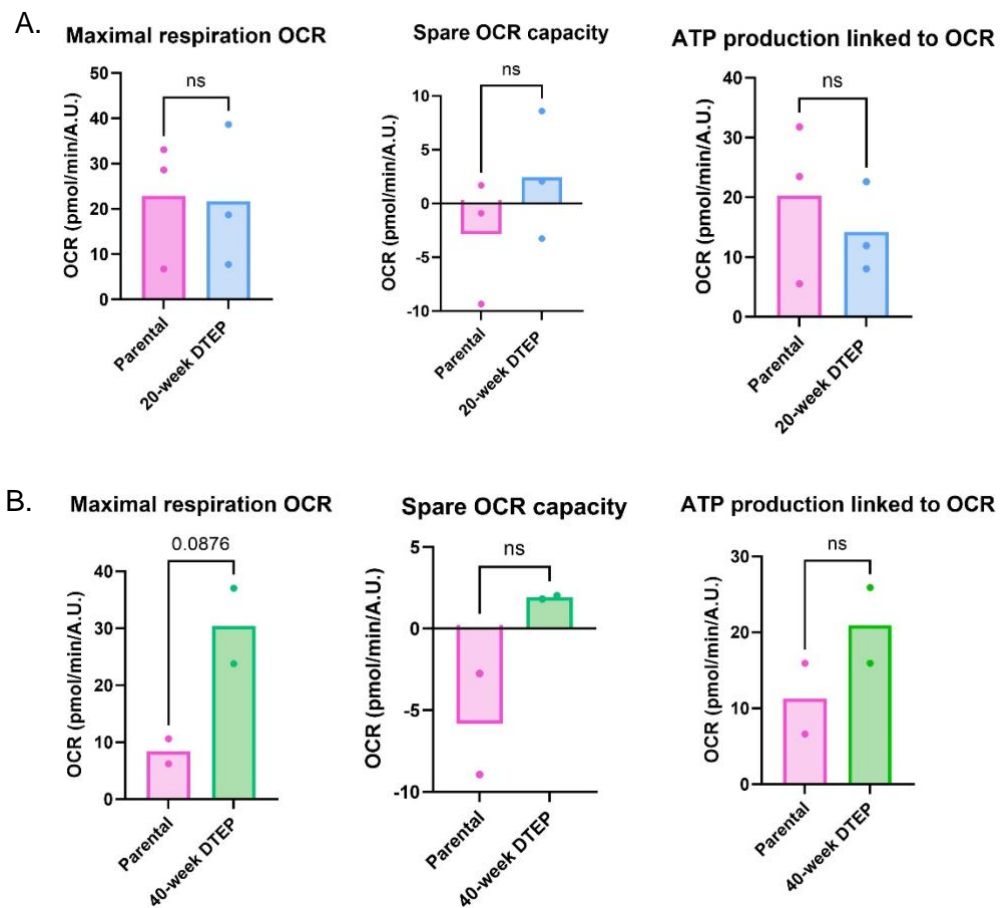 A.
Maximal respiration OCR
OCR (pmol/min/A.U.)
50
40
30
20
10
0
ns
Parental
20-week DTEP
Spare OCR capacity
OCR (pmol/min/A.U.)
10
5
0
-5
-10
ns
Parental
20-week DTEP
ATP production linked to OCR
OCR (pmol/min/A.U.)
40
30
20
10
0
ns
Parental
20-week DTEP
B.
Maximal respiration OCR
OCR (pmol/min/A.U.)
40
30
20
10
0
0.0876
Parental
40-week DTEP
Spare OCR capacity
OCR (pmol/min/A.U.)
5
0
-5
-10
ns
Parental
40-week DTEP
ATP production linked to OCR
OCR (pmol/min/A.U.)
30
20
10
0
ns
Parental
40-week DTEP